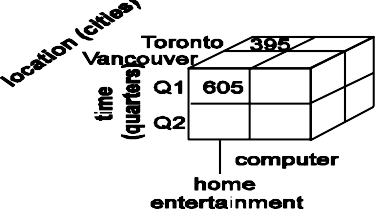 location (cities)
Toronto 395
Vancouver
time
(quarters)
Q1 605
Q2
computer
home
entertainment